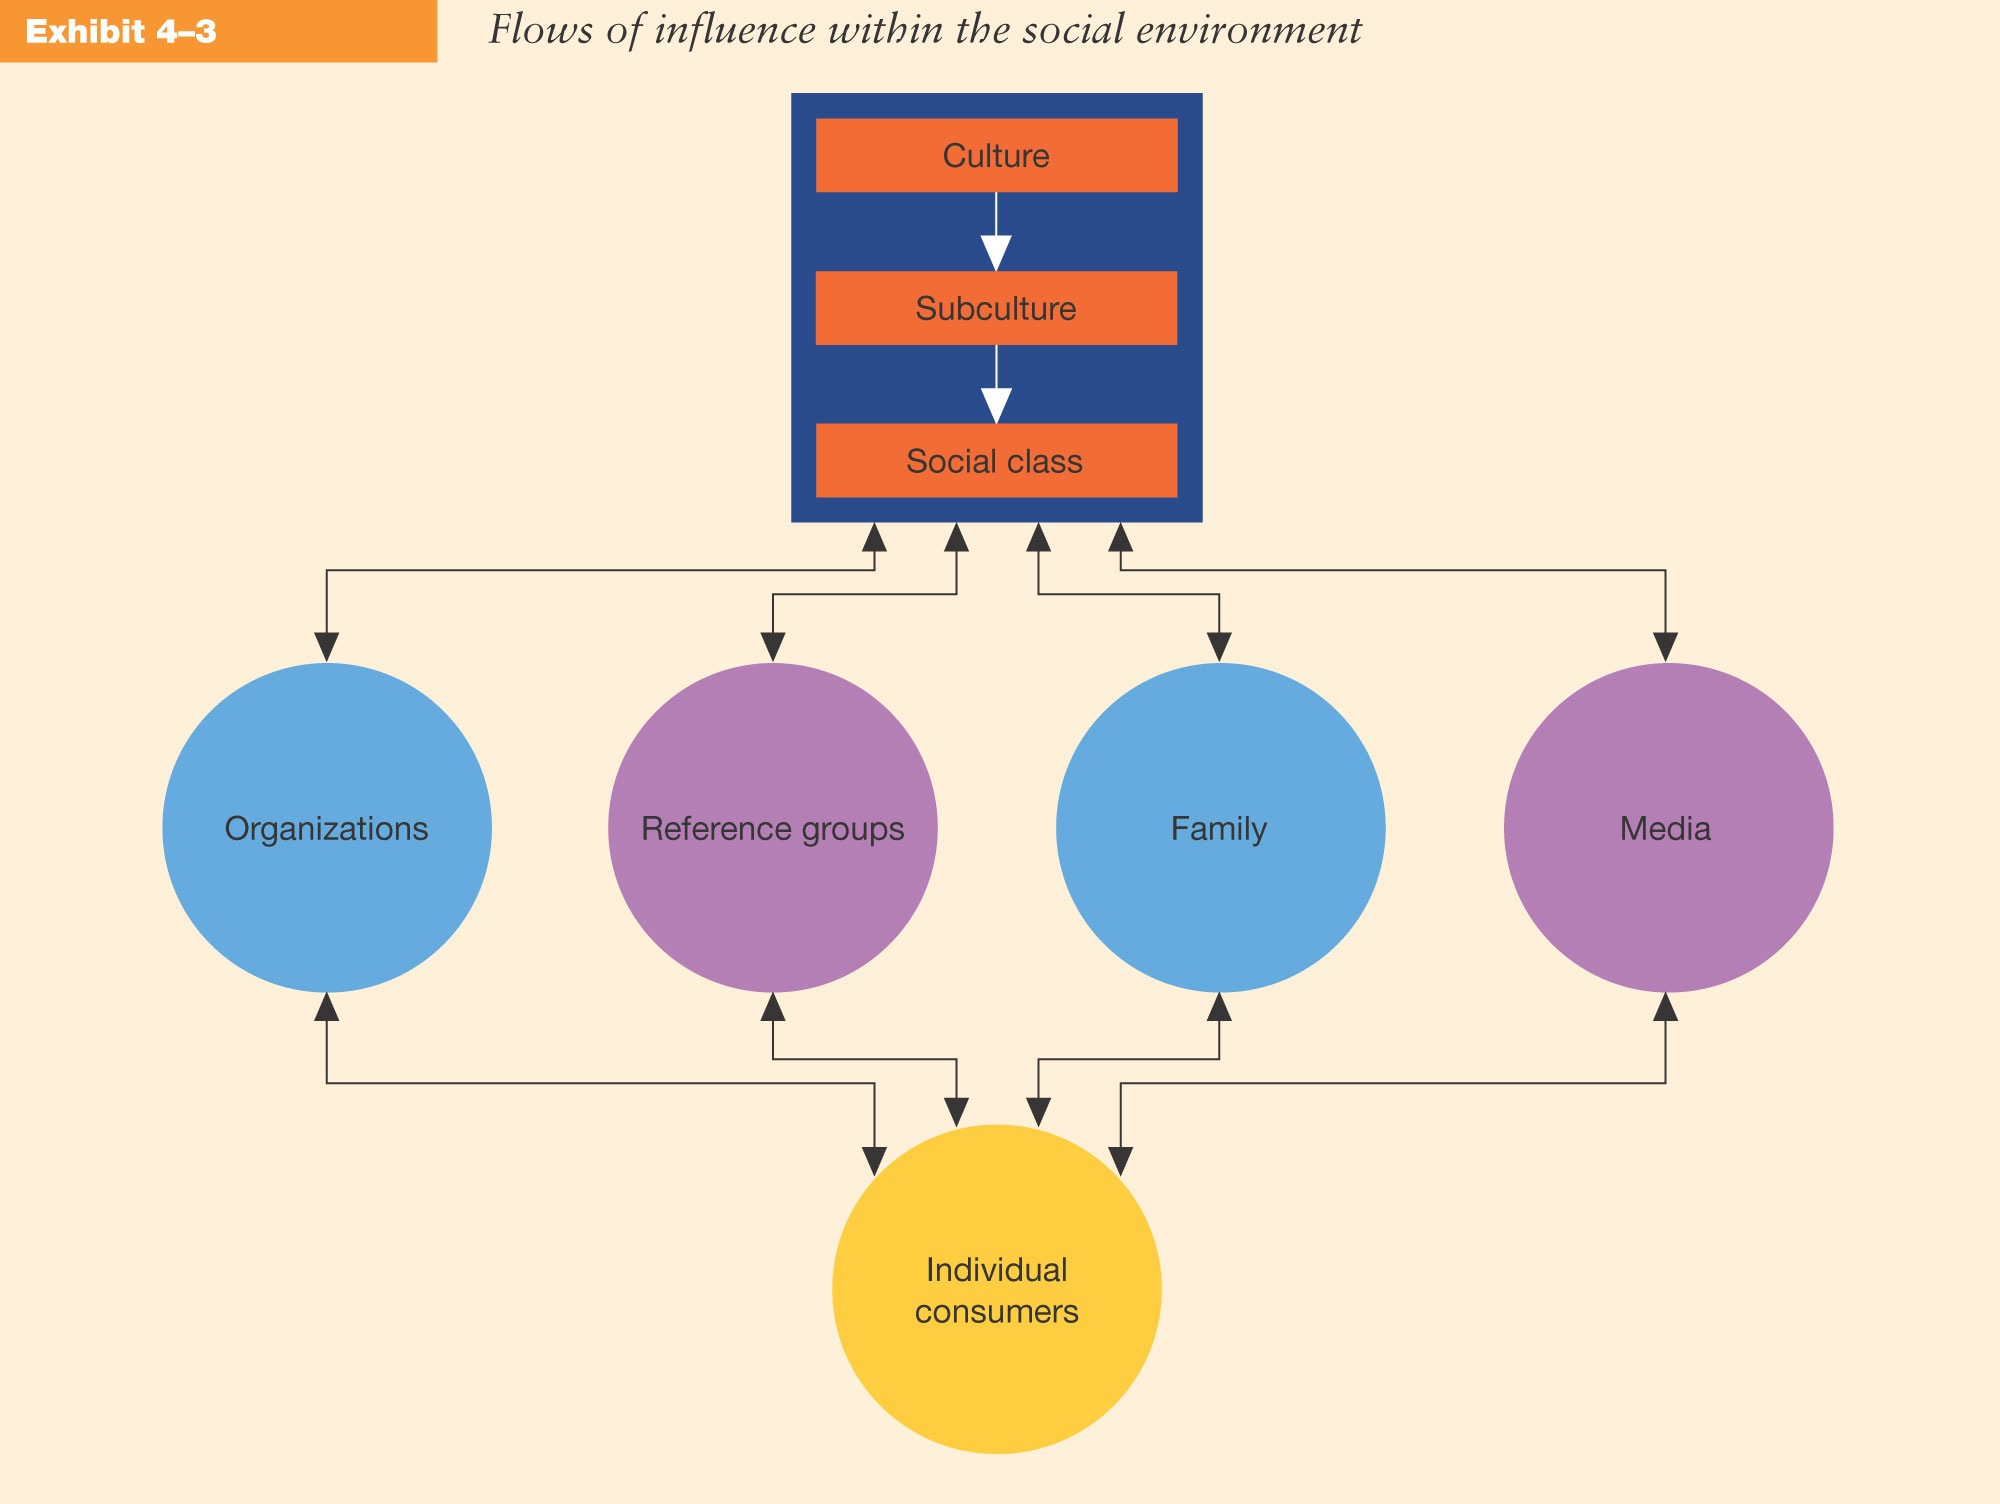 Exhibit 4–3
Flows of influence within the social environment
Culture
Subculture
Social class
Organizations
Reference groups
Family
Media
Individual
consumers